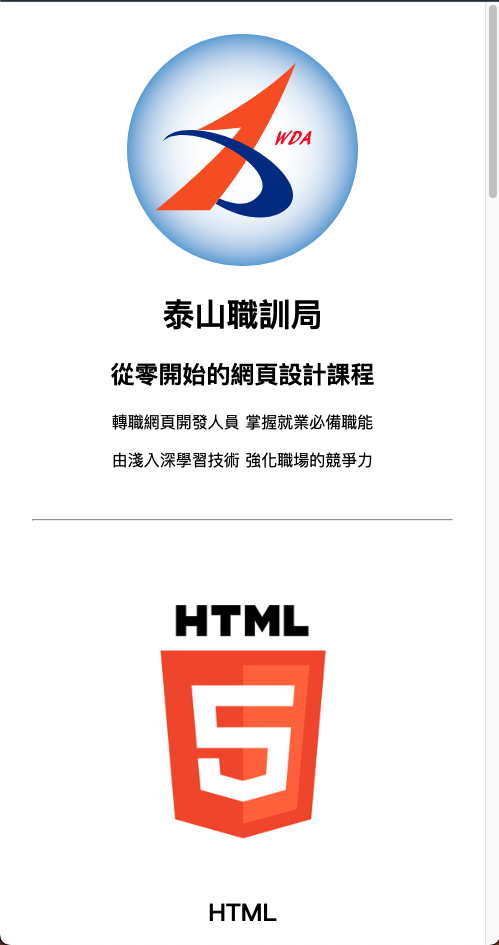 WDA
泰山職訓局
從零開始的網頁設計課程
轉職網頁開發人員 掌握就業必備職能
由淺入深學習技術 強化職場的競爭力
HTML
5
HTML